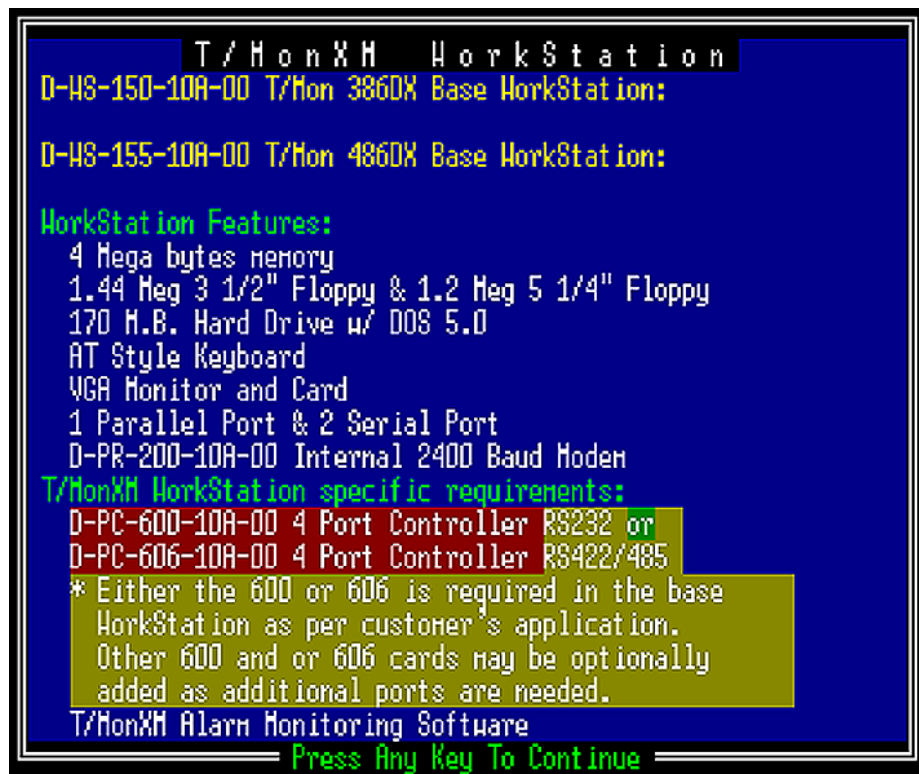 T/MonXM WorkStation
D-WS-150-10A-00 T/Mon 386DX Base WorkStation:
D-WS-155-10A-00 T/Mon 486DX Base WorkStation:
WorkStation Features:
4 Mega bytes memory
1.44 Meg 3 1/2" Floppy & 1.2 Meg 5 1/4" Floppy
170 M.B. Hard Drive w/ DOS 5.0
AT Style Keyboard
VGA Monitor and Card
1 Parallel Port & 2 Serial Port
D-PR-200-10A-00 Internal 2400 Baud Modem
T/MonXM WorkStation specific requirements:
D-PC-600-10A-00 4 Port Controller RS232 or
D-PC-606-10A-00 4 Port Controller RS422/485
* Either the 600 or 606 is required in the base
WorkStation as per customer's application.
Other 600 and or 606 cards may be optionally
added as additional ports are needed.
T/MonXM Alarm Monitoring Software
Press Any Key To Continue